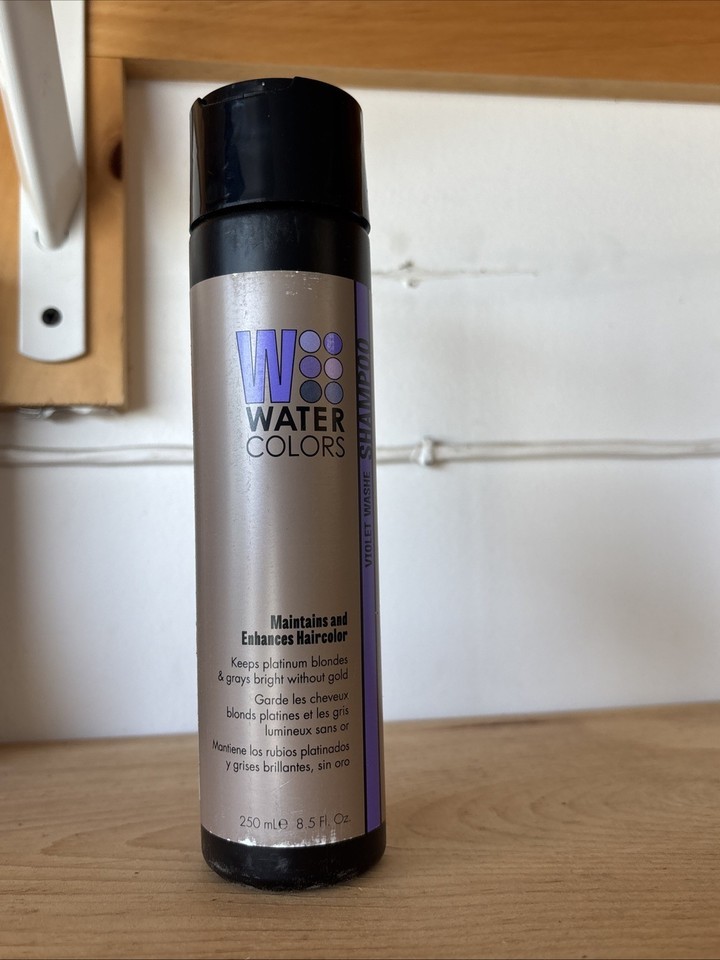 W
WATER
COLORS
SHAMPOO
VIOLET WASHE
Maintains and
Enhances Haircolor
Keeps platinum blondes
& grays bright without gold
Garde les cheveux
blonds platines et les gris
lumineux sans or
Mantiene los rubios platinados
y grises brillantes, sin oro
250 mL℮ 8.5 Fl. Oz.